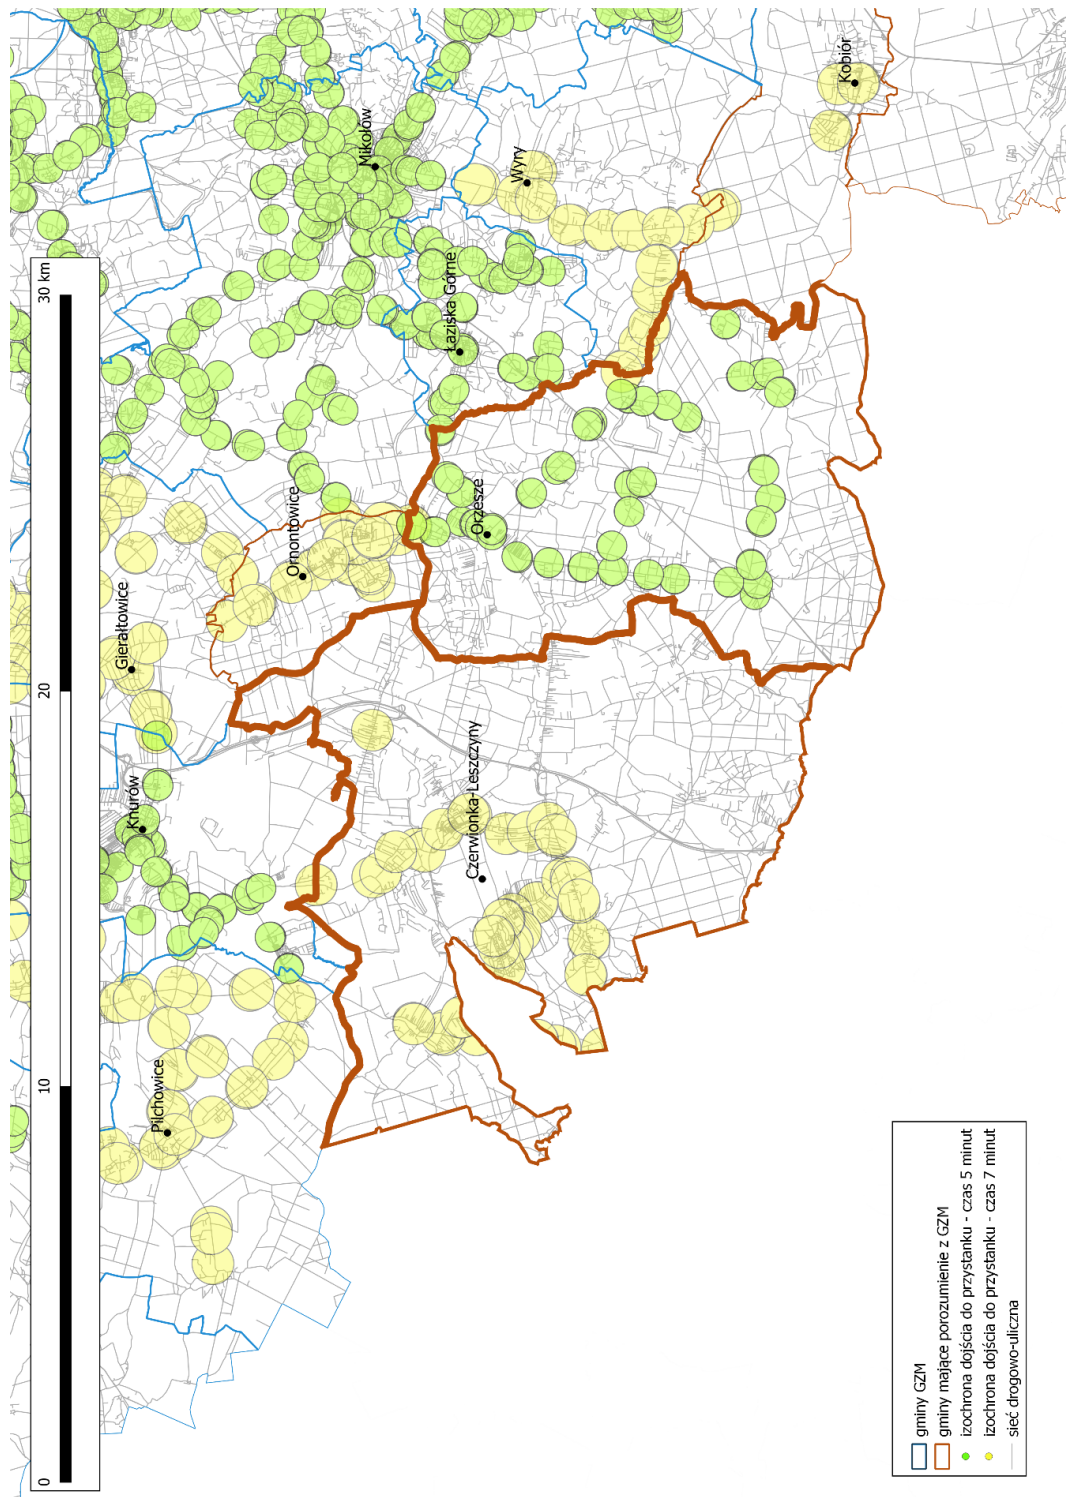 Kobiór
Mikołów
Wyry
Łaziska Górne
Ornontowice
Orzesze
Gierałtowice
Knurów
Czerwionka-Leszczyny
Pilchowice
0
10
20
30 km
gminy GZM
gminy mające porozumienie z GZM
izochrona dojścia do przystanku - czas 5 minut
izochrona dojścia do przystanku - czas 7 minut
sieć drogowo-uliczna